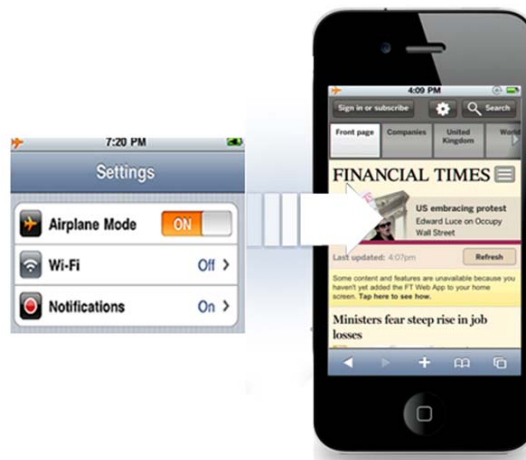 7:20 PM
Settings
Airplane Mode
ON
Wi-Fi
Off
Notifications
On
4:09 PM
Sign in or subscribe
Search
Front page
Companies
United
Kingdom
World
FINANCIAL TIMES
US embracing protest
Edward Luce on Occupy
Wall Street
Last updated: 4:07pm
Refresh
Some content and features are unavailable because you
haven't yet added the FT Web App to your home
screen. Tap here to see how.
Ministers fear steep rise in job
losses